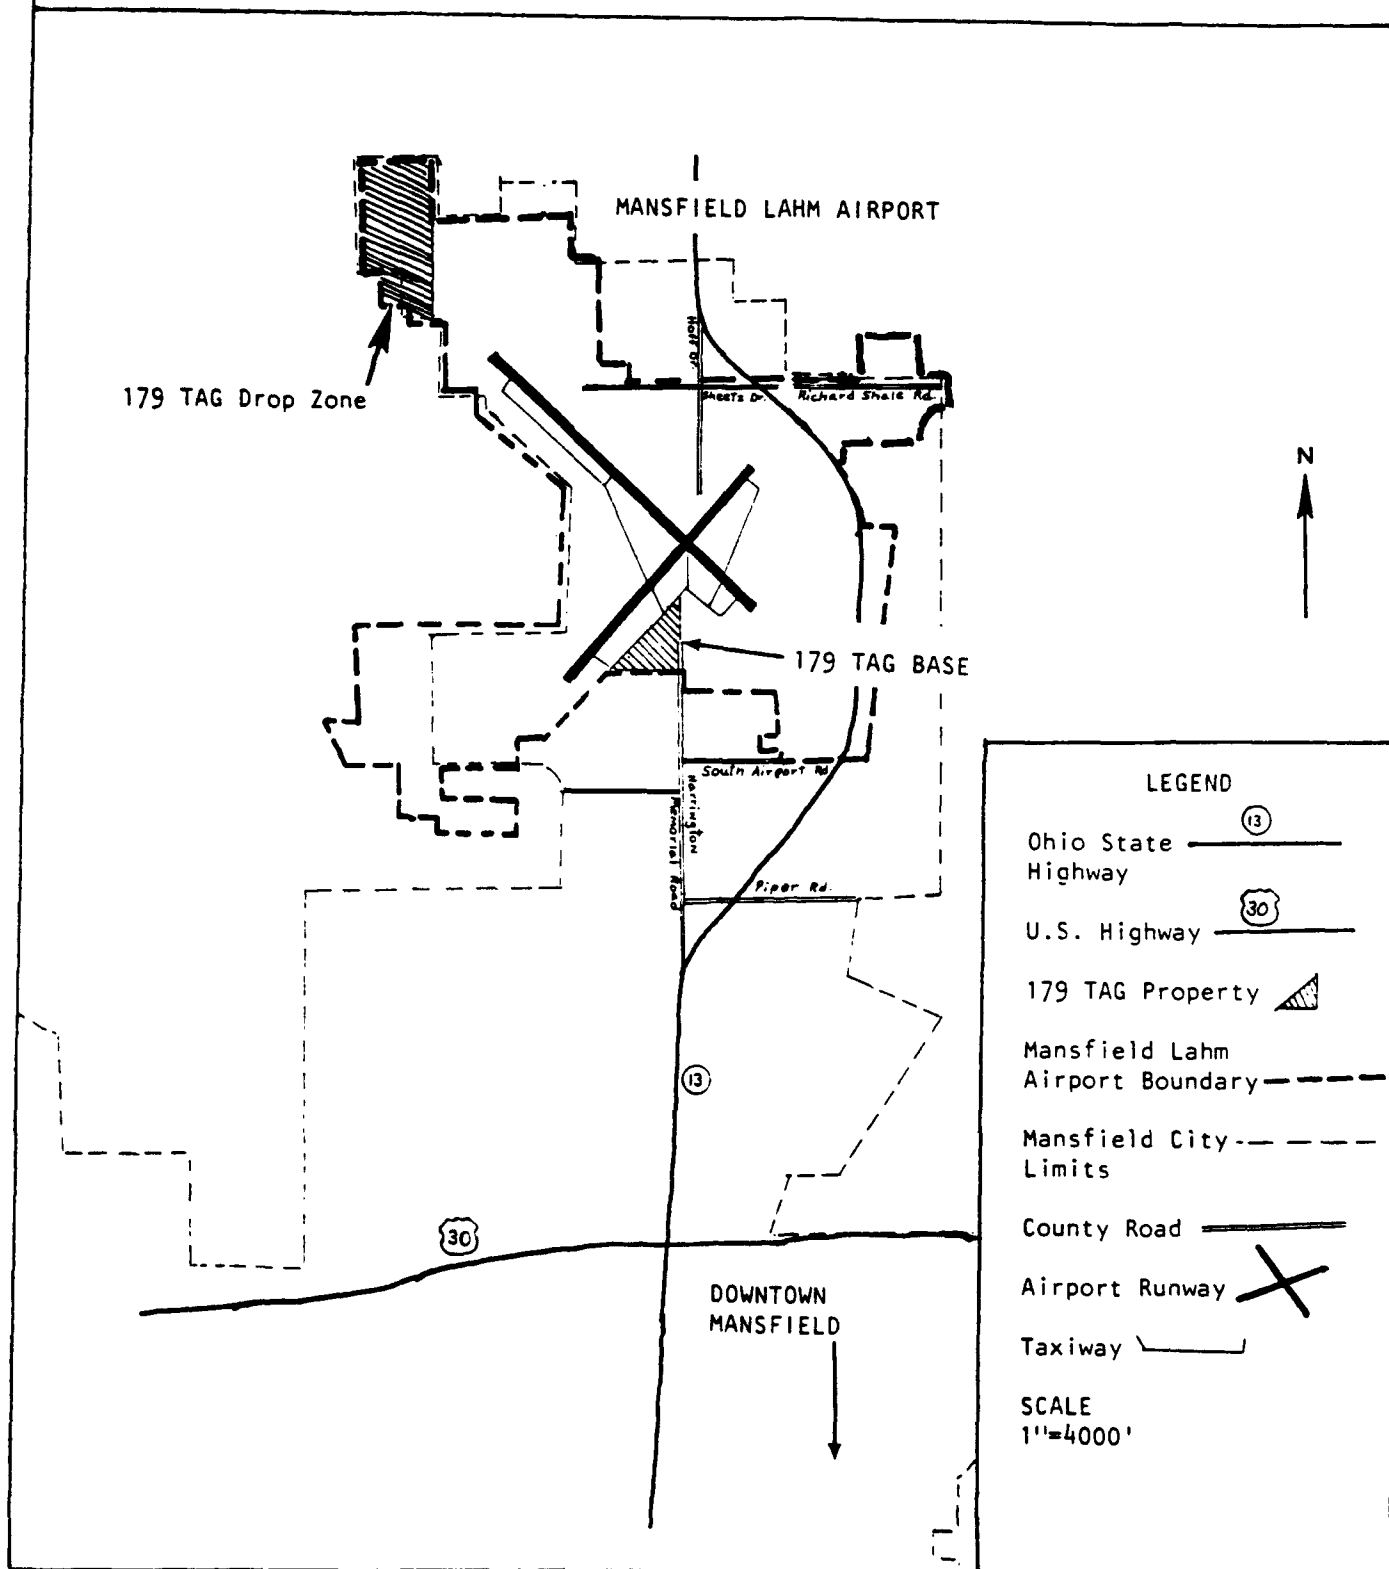 MANSFIELD LAHM AIRPORT
Hoff Dr.
179 TAG Drop Zone
Sheets Dr.
Richard Shale Rd.
N
179 TAG BASE
South Airport Rd
Harrington
Memorial Road
Piper Rd.
13
30
DOWNTOWN
MANSFIELD
LEGEND
13
Ohio State
Highway
30
U.S. Highway
179 TAG Property
Mansfield Lahm
Airport Boundary
Mansfield City
Limits
County Road
Airport Runway
Taxiway
SCALE
1"=4000'